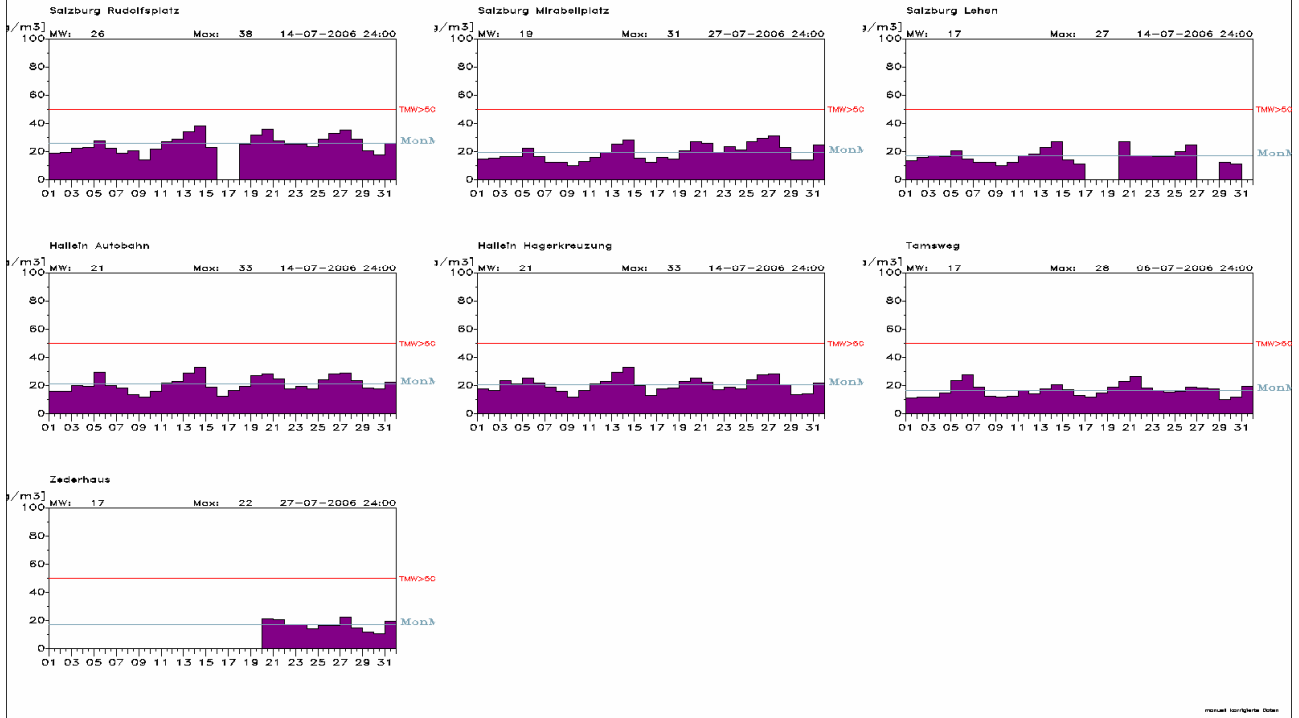 Salzburg Rudolfsplatz
g/m3] MW: 26 Max: 38 14-07-2006 24:00
100
80
60
TMW>50
40
MonM
20
0
01 03 05 07 09 11 13 15 17 19 21 23 25 27 29 31
Salzburg Mirabellplatz
g/m3] MW: 19 Max: 31 27-07-2006 24:00
100
80
60
TMW>50
40
MonM
20
0
01 03 05 07 09 11 13 15 17 19 21 23 25 27 29 31
Salzburg Lehen
g/m3] MW: 17 Max: 27 14-07-2006 24:00
100
80
60
TMW>50
40
MonM
20
0
01 03 05 07 09 11 13 15 17 19 21 23 25 27 29 31
Hallein Autobahn
g/m3] MW: 21 Max: 33 14-07-2006 24:00
100
80
60
TMW>50
40
MonM
20
0
01 03 05 07 09 11 13 15 17 19 21 23 25 27 29 31
Hallein Hagerkreuzung
g/m3] MW: 21 Max: 33 14-07-2006 24:00
100
80
60
TMW>50
40
MonM
20
0
01 03 05 07 09 11 13 15 17 19 21 23 25 27 29 31
Tamsweg
g/m3] MW: 17 Max: 28 06-07-2006 24:00
100
80
60
TMW>50
40
MonM
20
0
01 03 05 07 09 11 13 15 17 19 21 23 25 27 29 31
Zederhaus
g/m3] MW: 17 Max: 22 27-07-2006 24:00
100
80
60
TMW>50
40
MonM
20
0
01 03 05 07 09 11 13 15 17 19 21 23 25 27 29 31
manuell korrigierte Daten